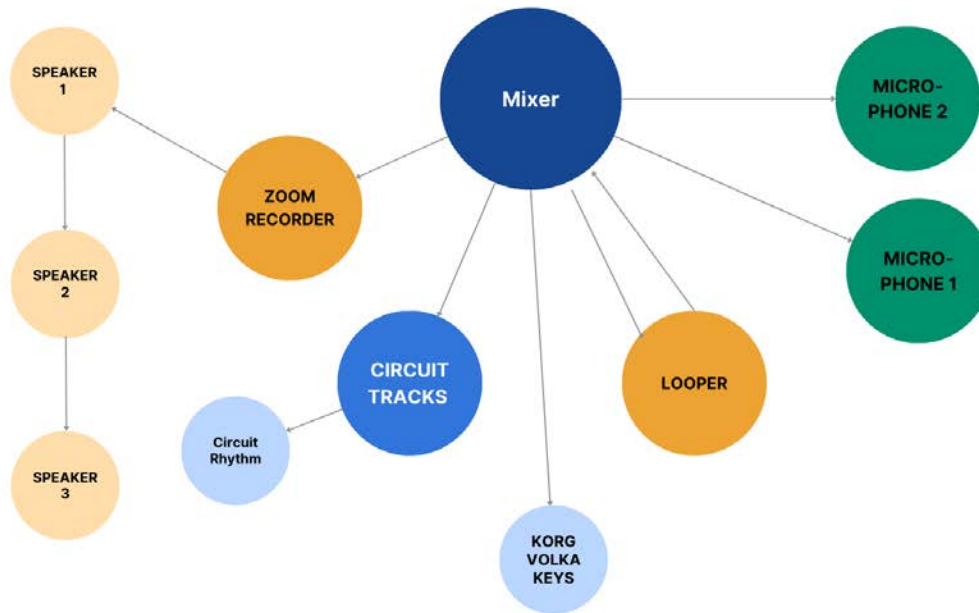 SPEAKER
1
Mixer
MICRO-
PHONE 2
ZOOM
RECORDER
SPEAKER
2
MICRO-
PHONE 1
CIRCUIT
TRACKS
LOOPER
Circuit
Rhythm
SPEAKER
3
KORG
VOLKA
KEYS